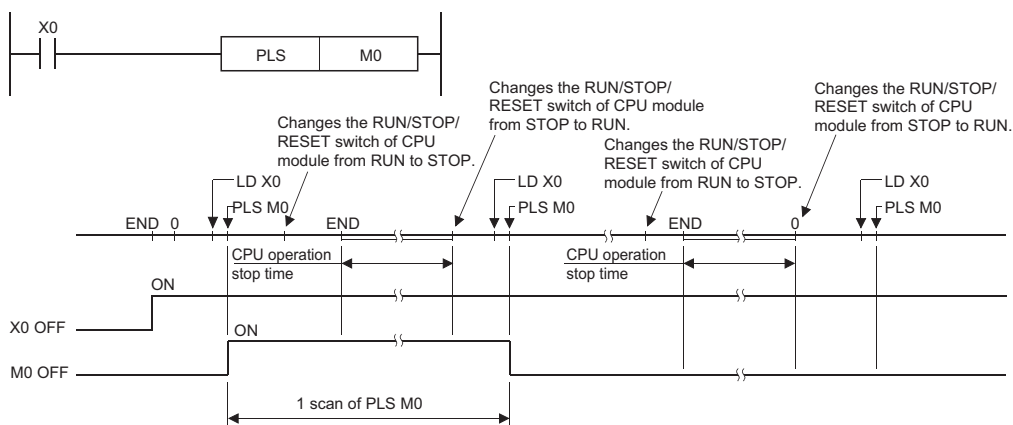 X0
PLS M0
Changes the RUN/STOP/
RESET switch of CPU
module from RUN to STOP.
Changes the RUN/STOP/
RESET switch of CPU module
from STOP to RUN.
Changes the RUN/STOP/
RESET switch of CPU
module from RUN to STOP.
Changes the RUN/STOP/
RESET switch of CPU
module from STOP to RUN.
LD X0
PLS M0
LD X0
PLS M0
LD X0
PLS M0
END 0 END END 0
CPU operation
stop time
CPU operation
stop time
ON
X0 OFF
ON
M0 OFF
1 scan of PLS M0